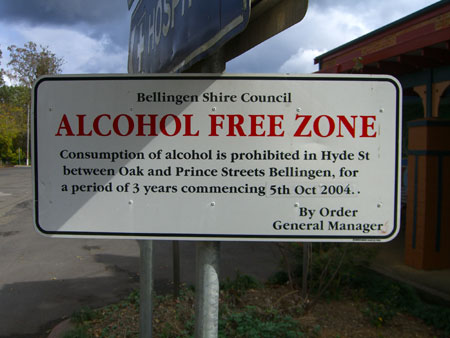 HOSPIT
Bellingen Shire Council
ALCOHOL FREE ZONE
Consumption of alcohol is prohibited in Hyde St
between Oak and Prince Streets Bellingen, for
a period of 3 years commencing 5th Oct 2004..
By Order
General Manager